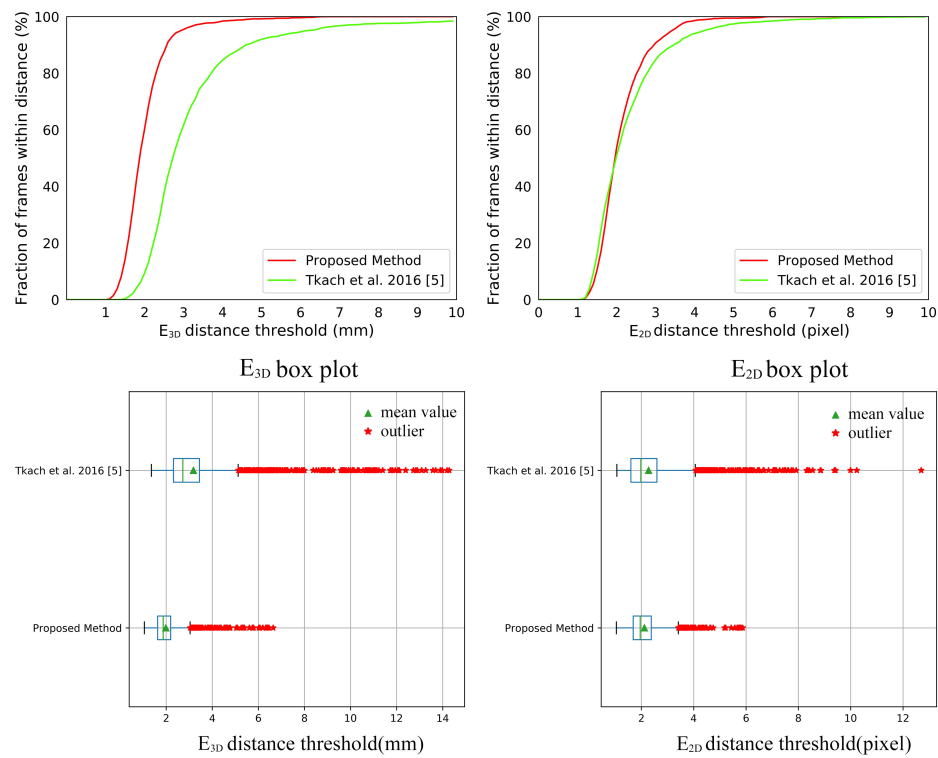 Fraction of frames within distance (%)
100
80
60
40
20
0
1 2 3 4 5 6 7 8 9 10
Proposed Method
Tkach et al. 2016 [5]
E3D distance threshold (mm)
Fraction of frames within distance (%)
100
80
60
40
20
0
0 1 2 3 4 5 6 7 8 9 10
Proposed Method
Tkach et al. 2016 [5]
E2D distance threshold (pixel)
E3D box plot
mean value
outlier
Tkach et al. 2016 [5]
Proposed Method
2 4 6 8 10 12 14
E3D distance threshold(mm)
E2D box plot
mean value
outlier
Tkach et al. 2016 [5]
Proposed Method
2 4 6 8 10 12
E2D distance threshold(pixel)